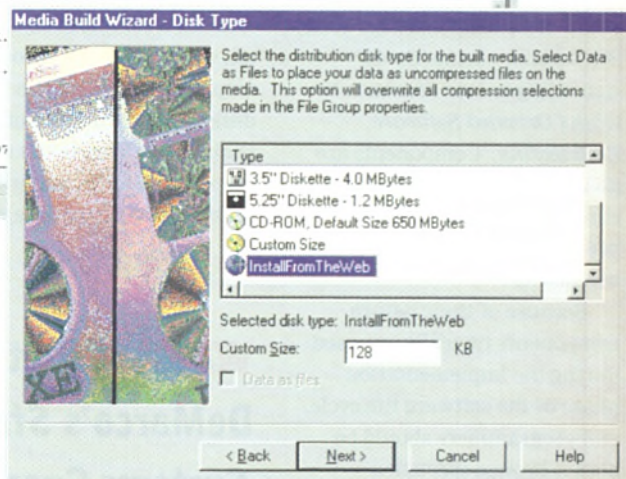 Media Build Wizard - Disk Type
Select the distribution disk type for the built media. Select Data
as Files to place your data as uncompressed files on the
media. This option will overwrite all compression selections
made in the File Group properties.
Type
3.5" Diskette - 4.0 MBytes
5.25" Diskette - 1.2 MBytes
CD-ROM, Default Size 650 MBytes
Custom Size
InstallFromTheWeb
Selected disk type: InstallFromTheWeb
Custom Size:
128
KB
Data as files
XE
< Back
Next >
Cancel
Help